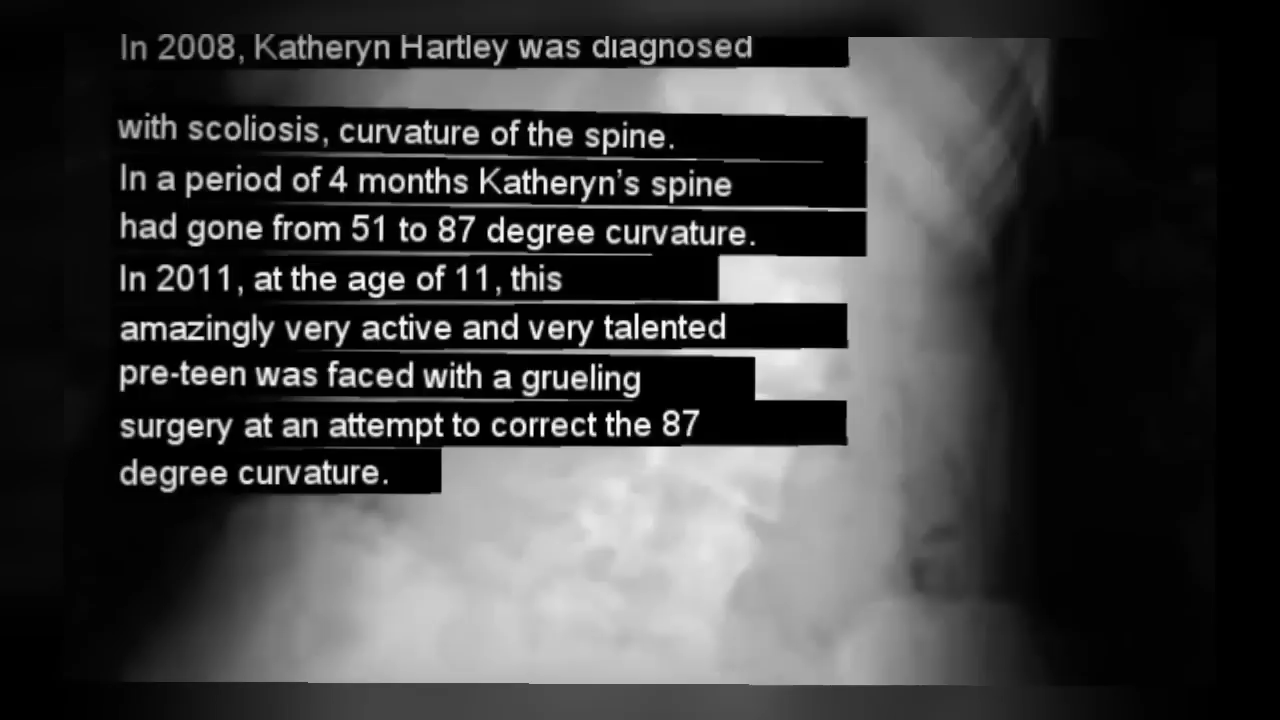 In 2008, Katheryn Hartley was diagnosed
with scoliosis, curvature of the spine.
In a period of 4 months Katheryn’s spine
had gone from 51 to 87 degree curvature.
In 2011, at the age of 11, this
amazingly very active and very talented
pre-teen was faced with a grueling
surgery at an attempt to correct the 87
degree curvature.